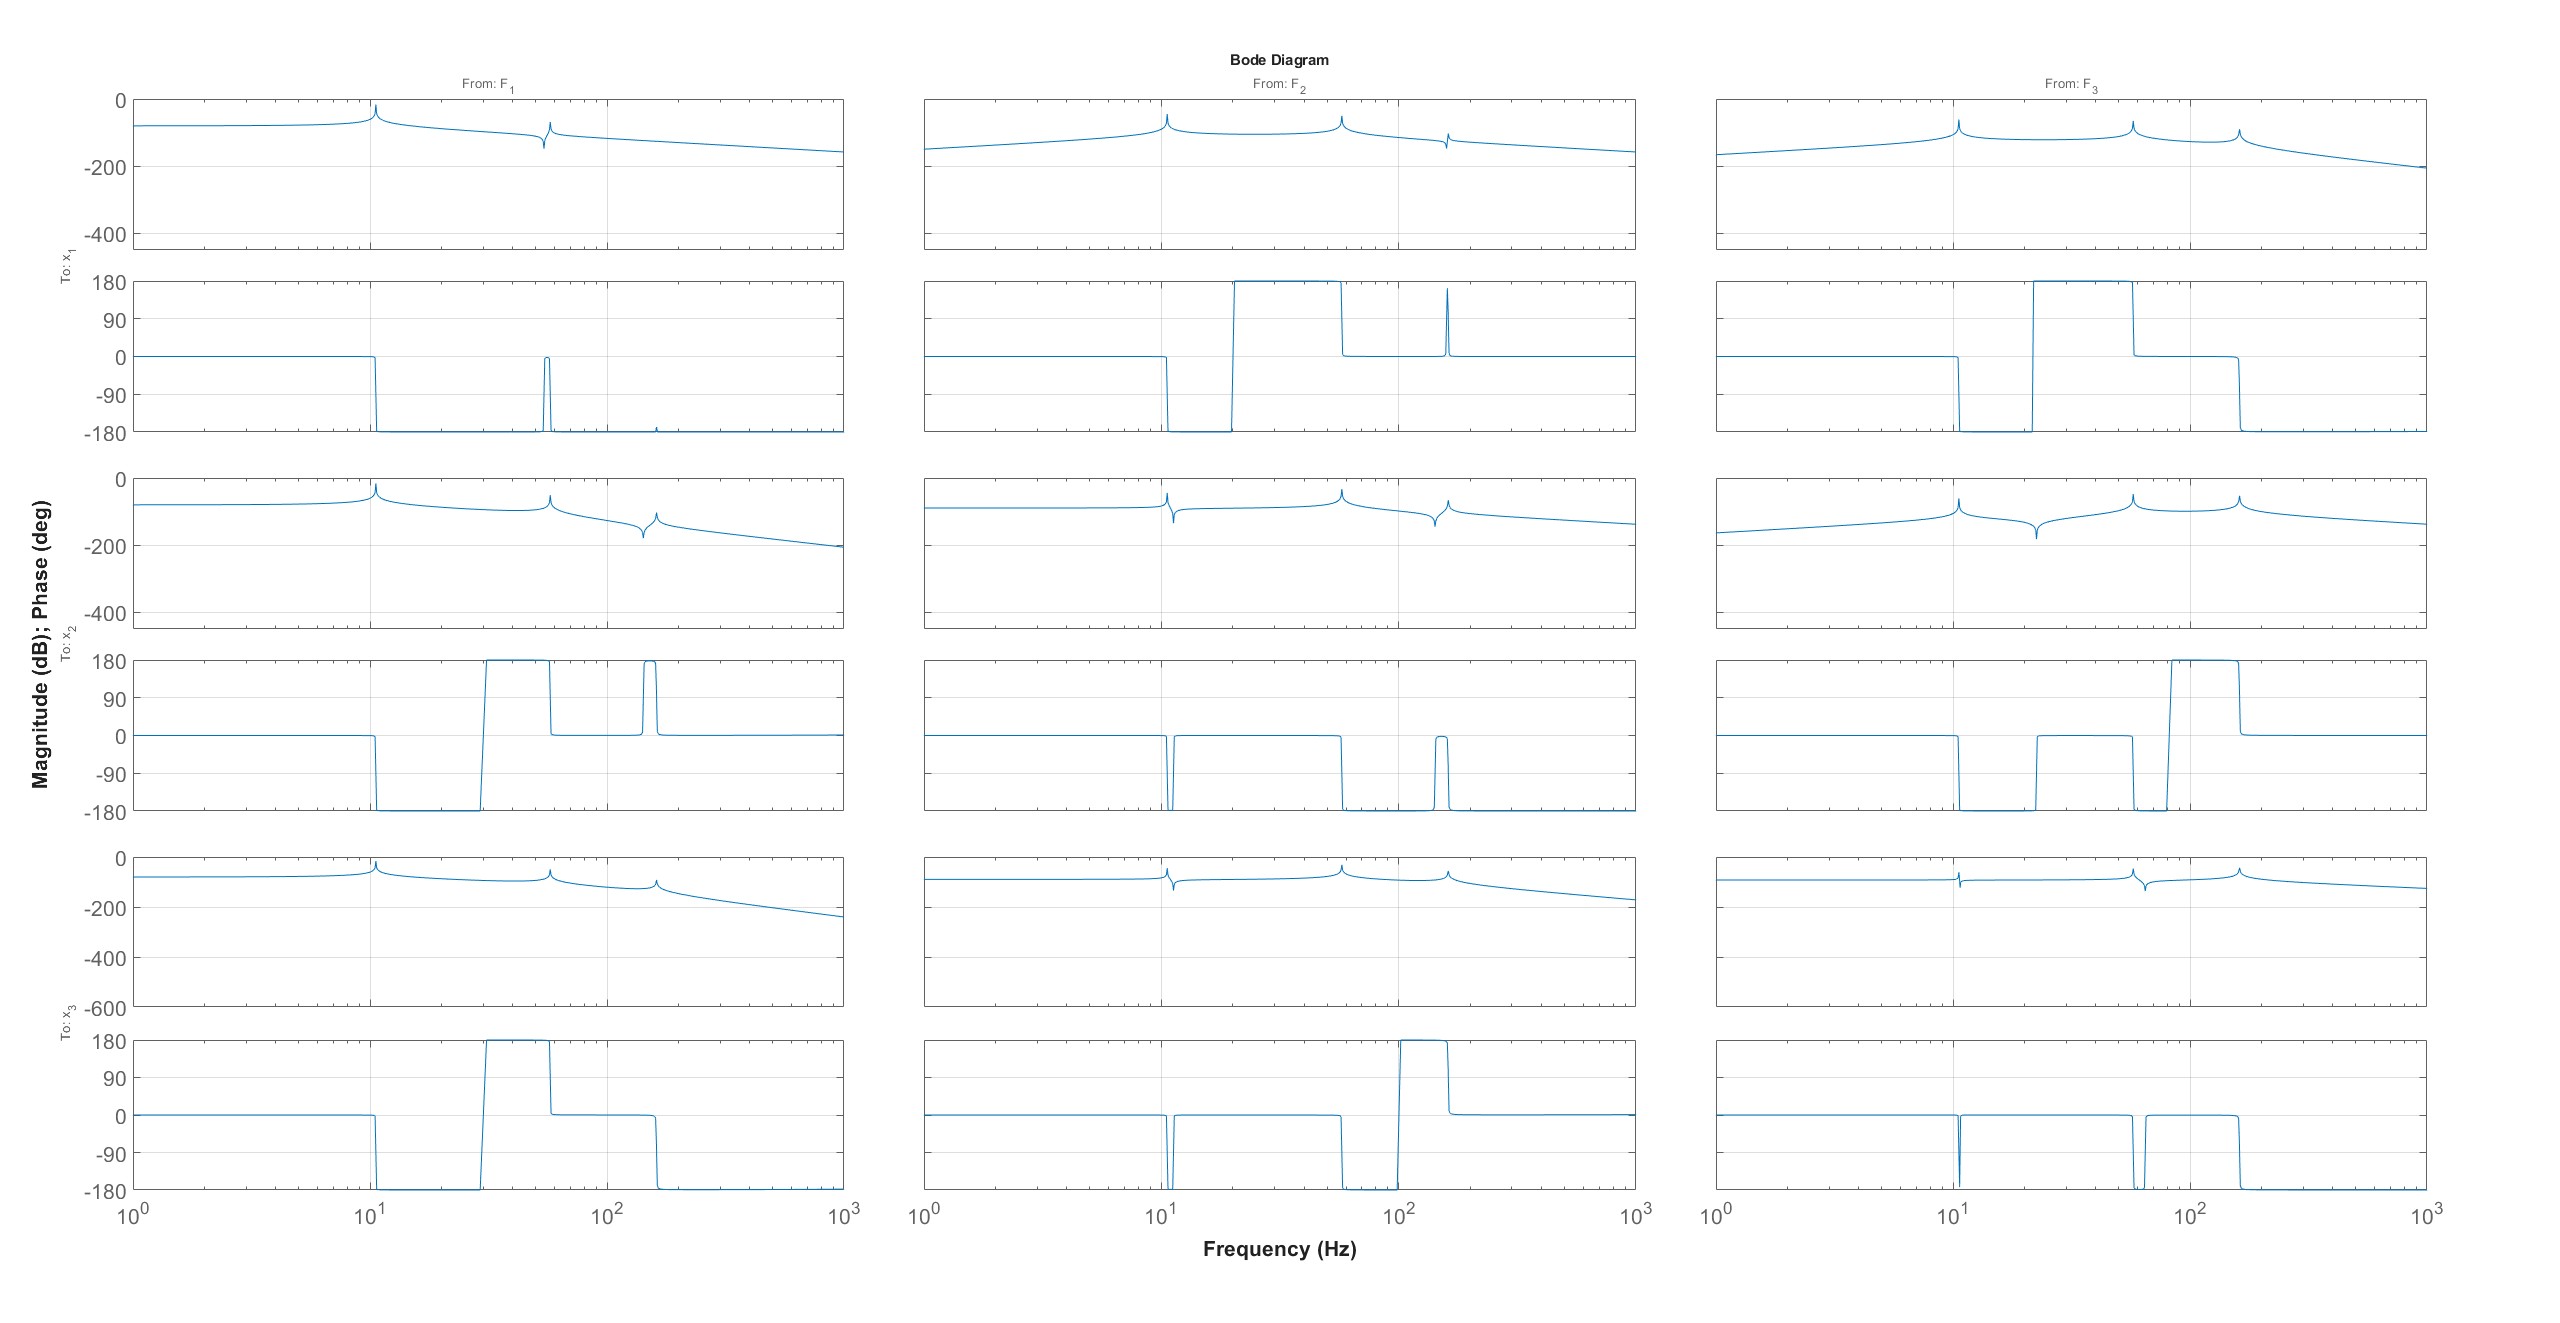 Bode Diagram
From: F1
From: F2
From: F3
Magnitude (dB); Phase (deg)
To: x1
0
-200
-400
180
90
0
-90
-180
To: x2
0
-200
-400
180
90
0
-90
-180
To: x3
0
-200
-400
-600
180
90
0
-90
-180
10^0 10^1 10^2 10^3
10^0 10^1 10^2 10^3
10^0 10^1 10^2 10^3
Frequency (Hz)